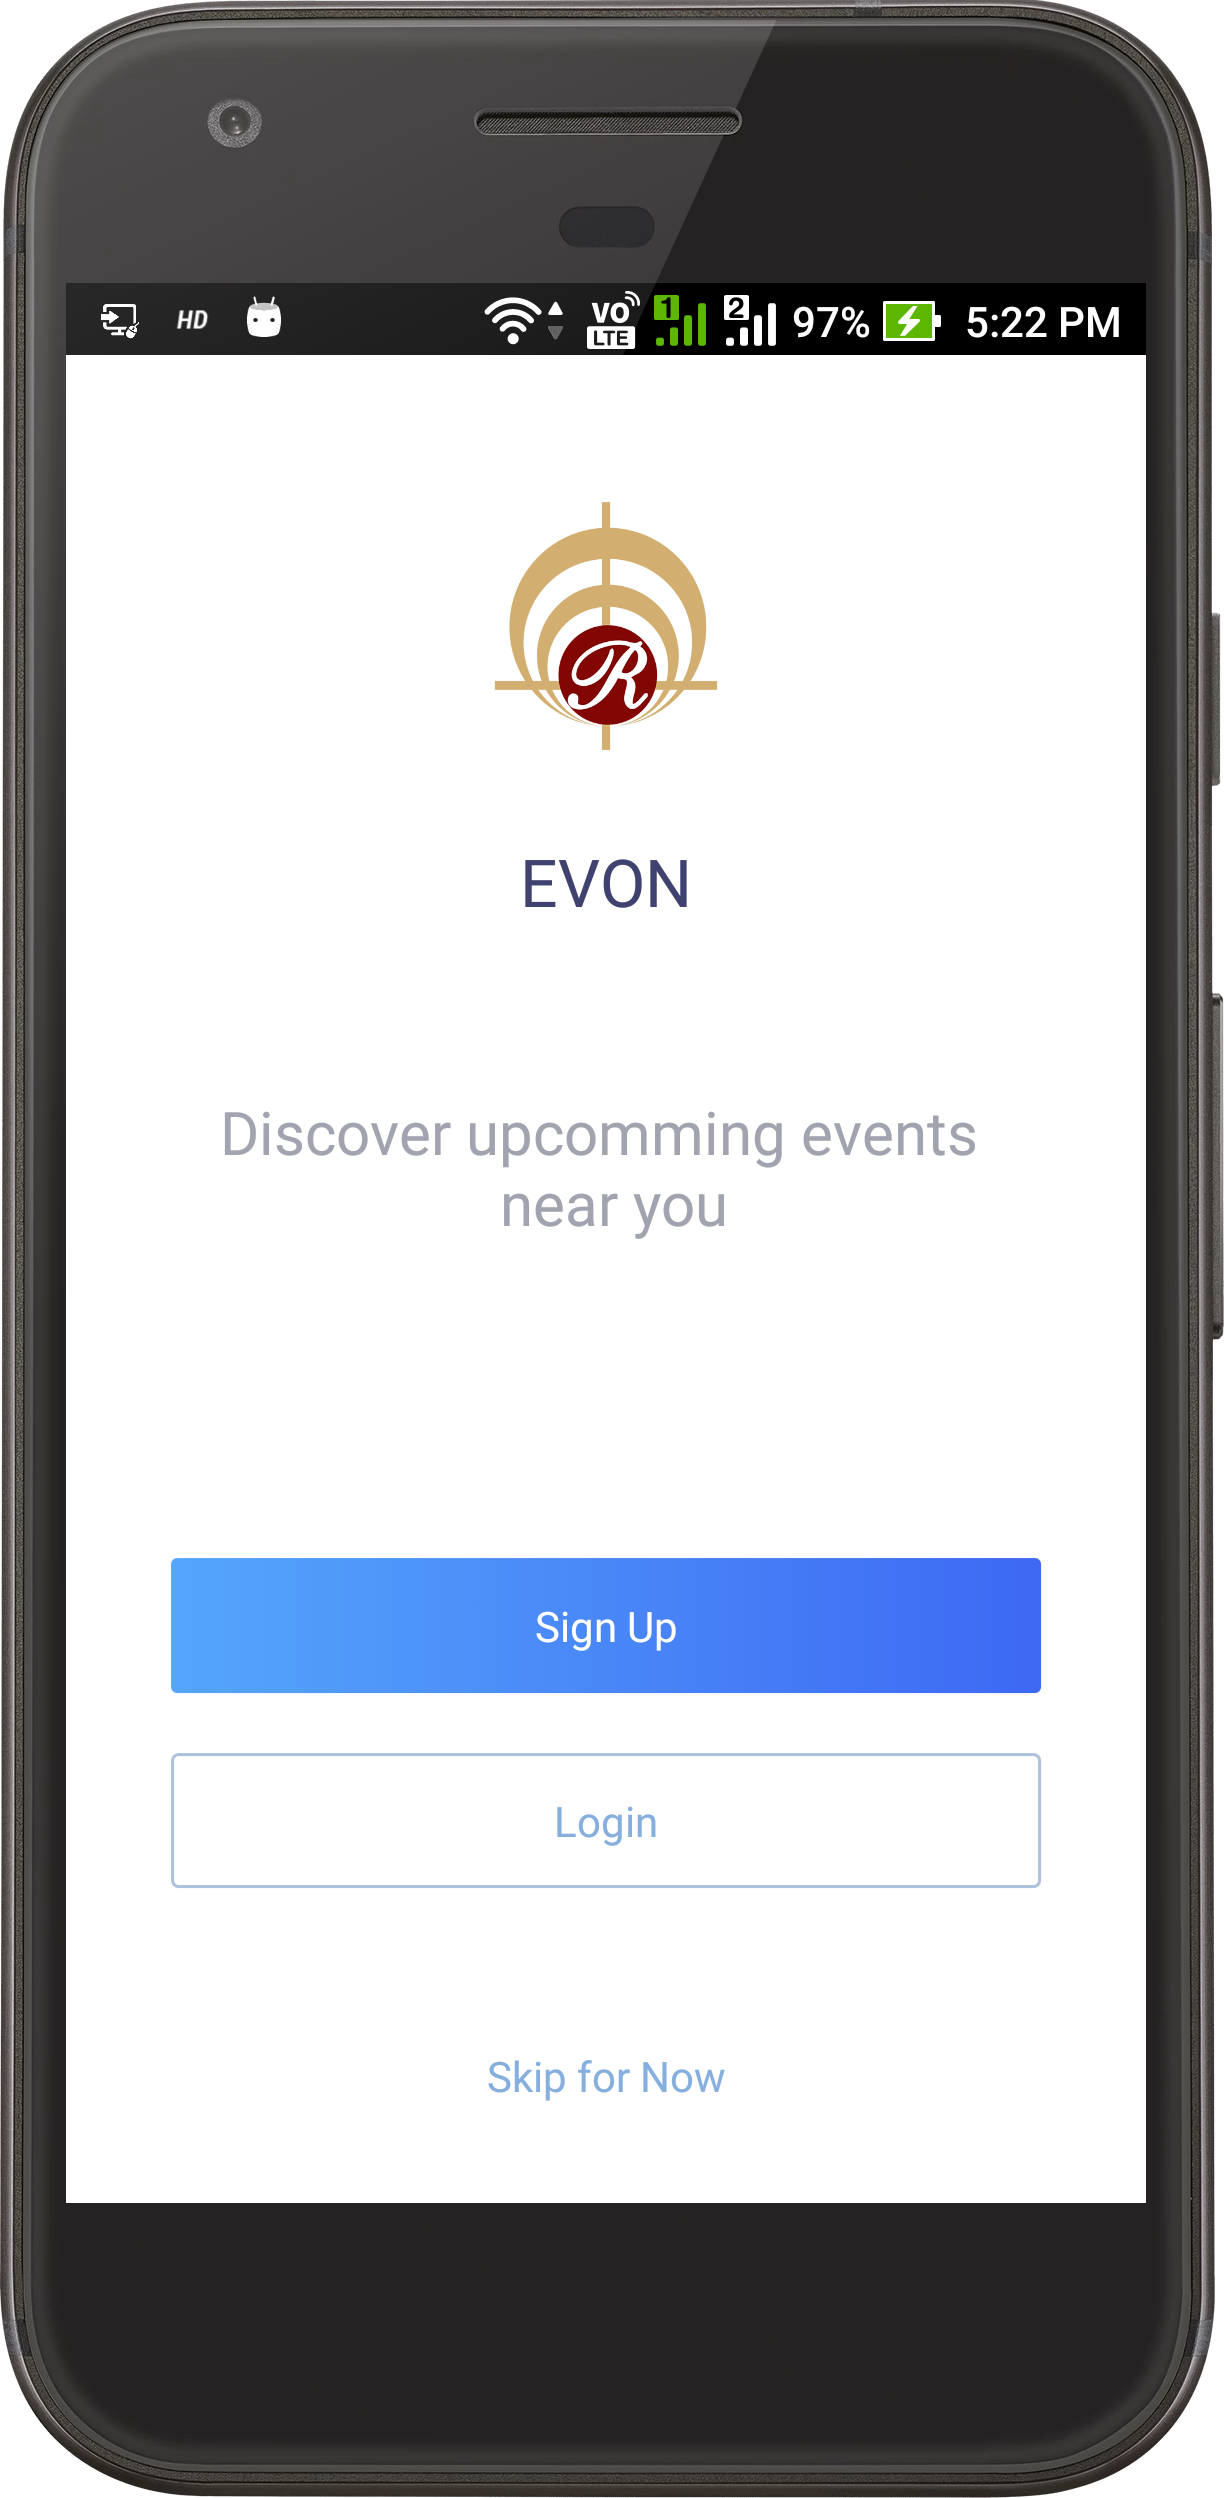 HD VO LTE 1 2 97% 5:22 PM
R
EVON
Discover upcomming events
near you
Sign Up
Login
Skip for Now